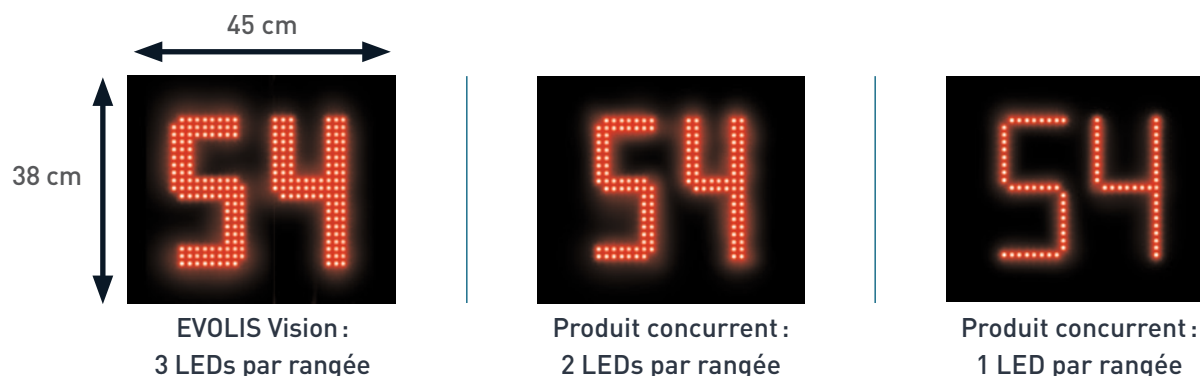 45 cm
38 cm
54
54
54
EVOLIS Vision :
3 LEDs par rangée
Produit concurrent :
2 LEDs par rangée
Produit concurrent :
1 LED par rangée